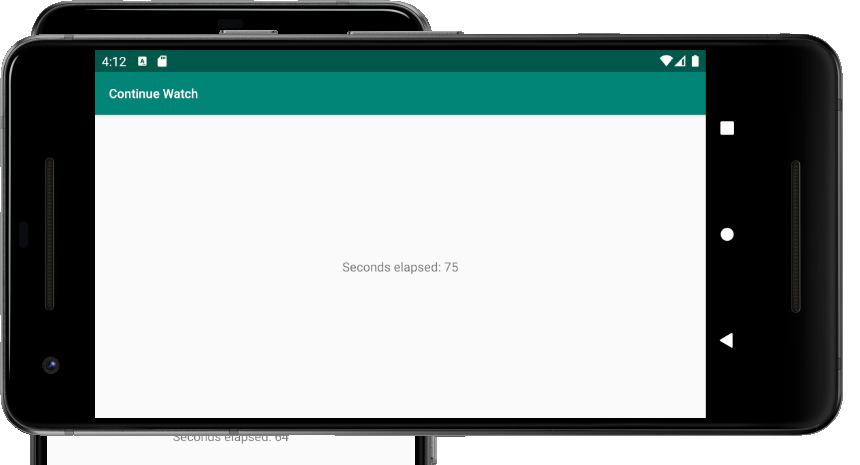 4:12
Continue Watch
Seconds elapsed: 75
Seconds elapsed: 64